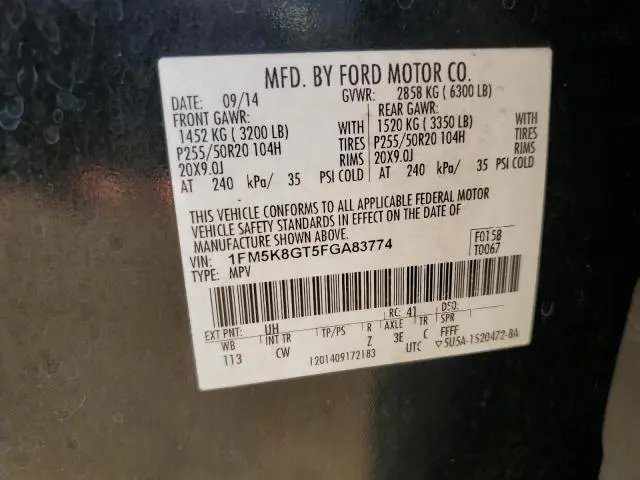 MFD. BY FORD MOTOR CO.
DATE: 09/14 GVWR: 2858 KG ( 6300 LB)
FRONT GAWR: REAR GAWR:
1452 KG ( 3200 LB) WITH 1520 KG ( 3350 LB) WITH
P255/50R20 104H TIRES P255/50R20 104H TIRES
20X9.0J RIMS 20X9.0J RIMS
AT 240 kPa/ 35 PSI COLD AT 240 kPa/ 35 PSI COLD
THIS VEHICLE CONFORMS TO ALL APPLICABLE FEDERAL MOTOR
VEHICLE SAFETY STANDARDS IN EFFECT ON THE DATE OF
MANUFACTURE SHOWN ABOVE.
VIN: 1FM5K8GT5FGA83774 F0158
TYPE: MPV T0067
EXT PNT: UH RC: 41 DSO:
WB INT TR TP/PS R AXLE TR SPR
113 CW Z 3E C FFFF
1201409172183 UTC ▽5U5A-1520472-BA